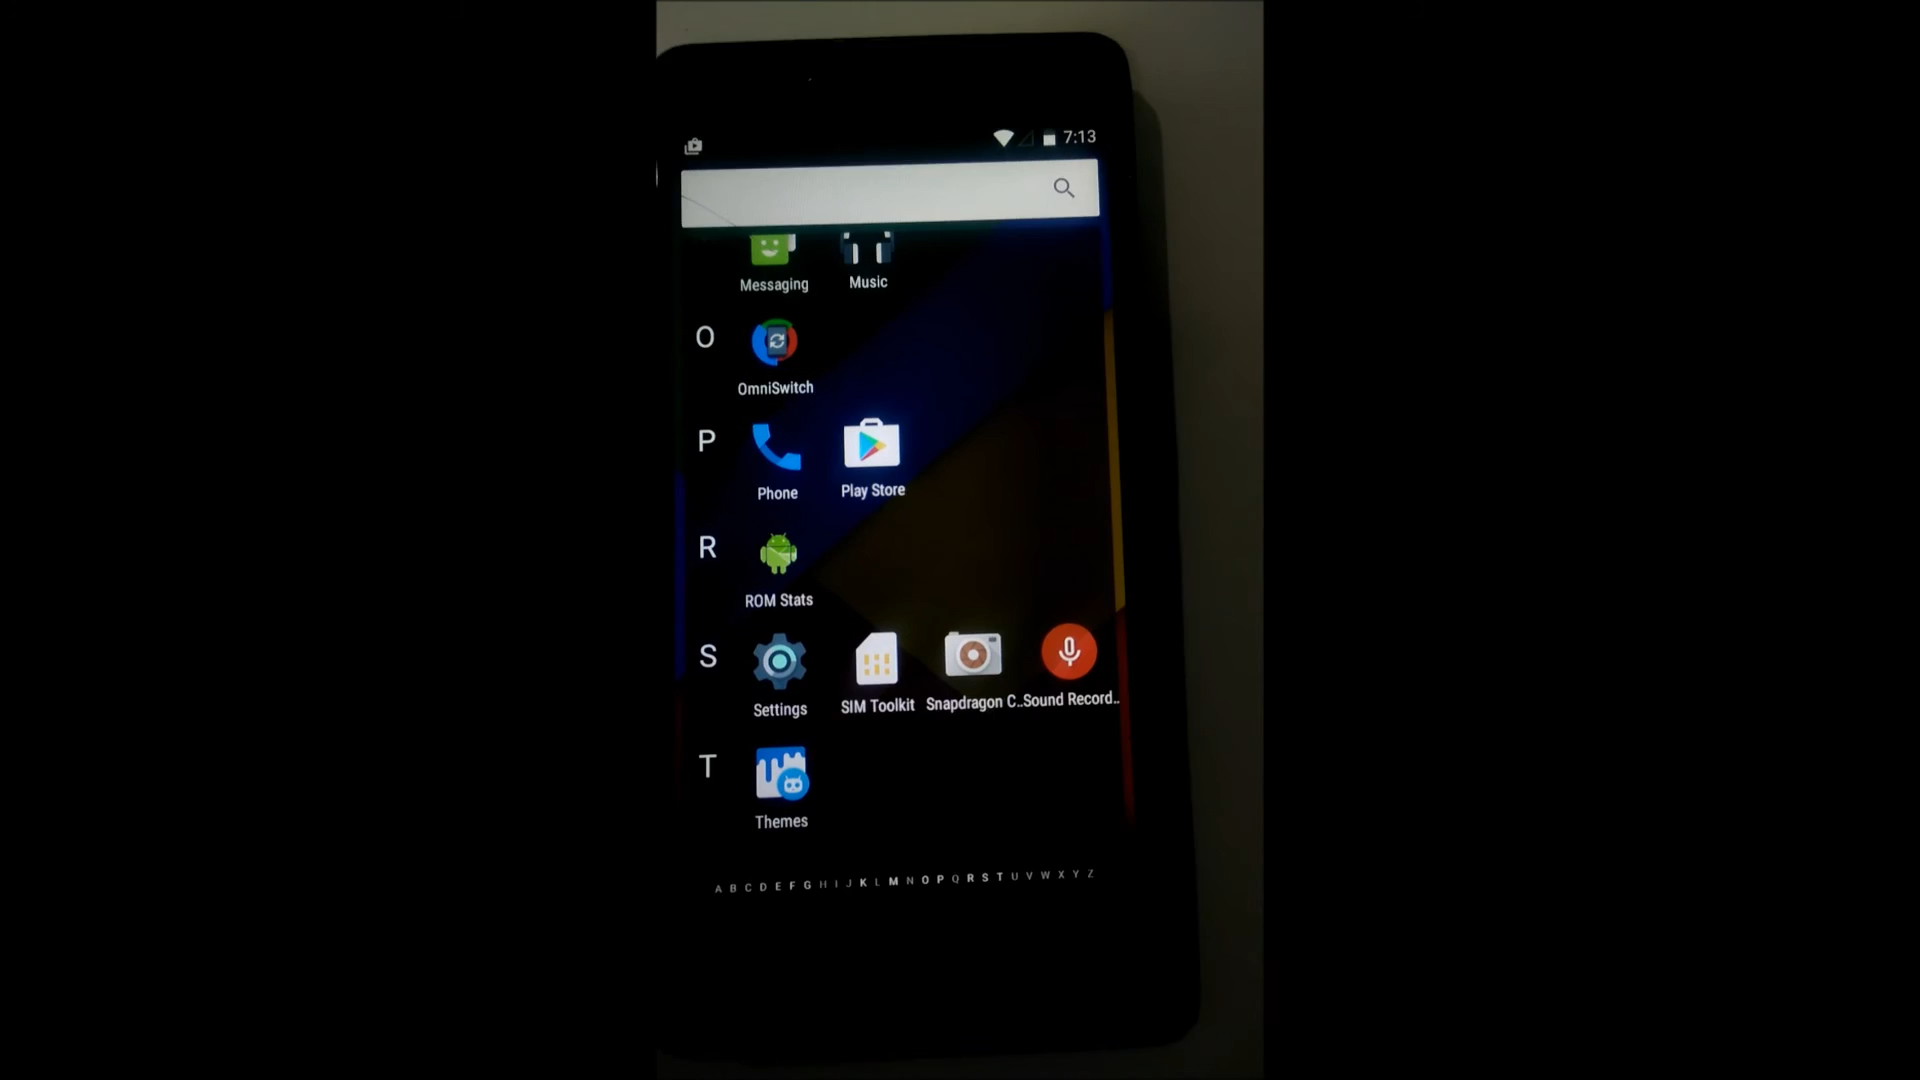 7:13
Messaging Music
O
OmniSwitch
P
Phone Play Store
R
ROM Stats
S
Settings SIM Toolkit Snapdragon C.. Sound Record..
T
Themes
A B C D E F G H I J K L M N O P Q R S T U V W X Y Z